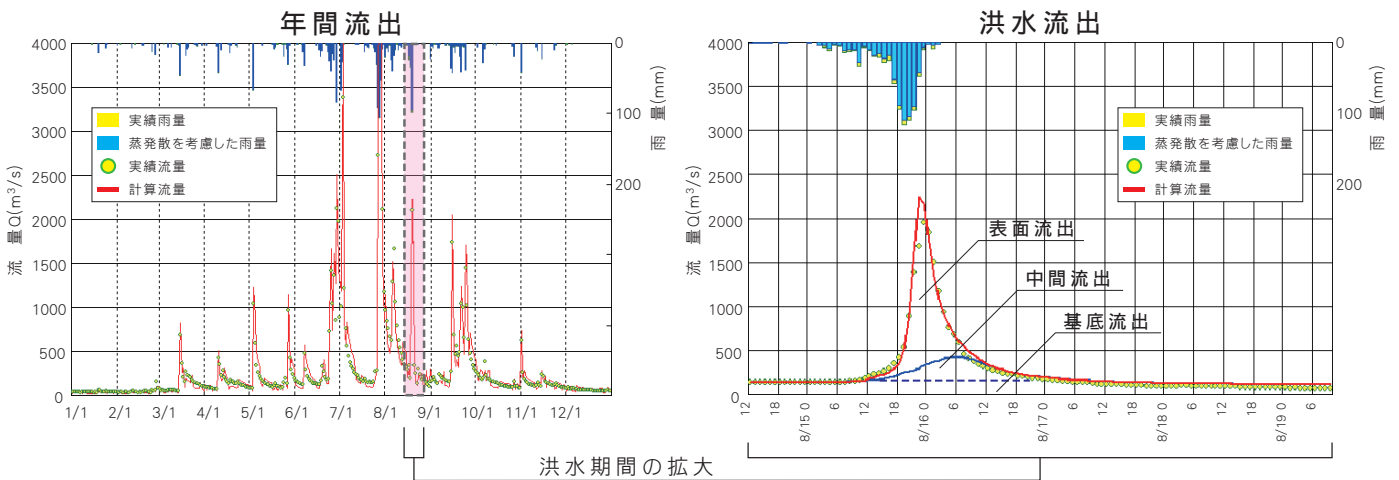 年間流出
流 量Q(m³/s)
4000
3500
3000
2500
2000
1500
1000
500
0
0
100
200
雨 量(mm)
実績雨量
蒸発散を考慮した雨量
実績流量
計算流量
1/1 2/1 3/1 4/1 5/1 6/1 7/1 8/1 9/1 10/1 11/1 12/1
洪水流出
流 量Q(m³/s)
4000
3500
3000
2500
2000
1500
1000
500
0
0
100
200
雨 量(mm)
実績雨量
蒸発散を考慮した雨量
実績流量
計算流量
表面流出
中間流出
基底流出
12 18 8/15 0 6 12 18 8/16 0 6 12 18 8/17 0 6 12 18 8/18 0 6 12 18 8/19 0 6
洪水期間の拡大